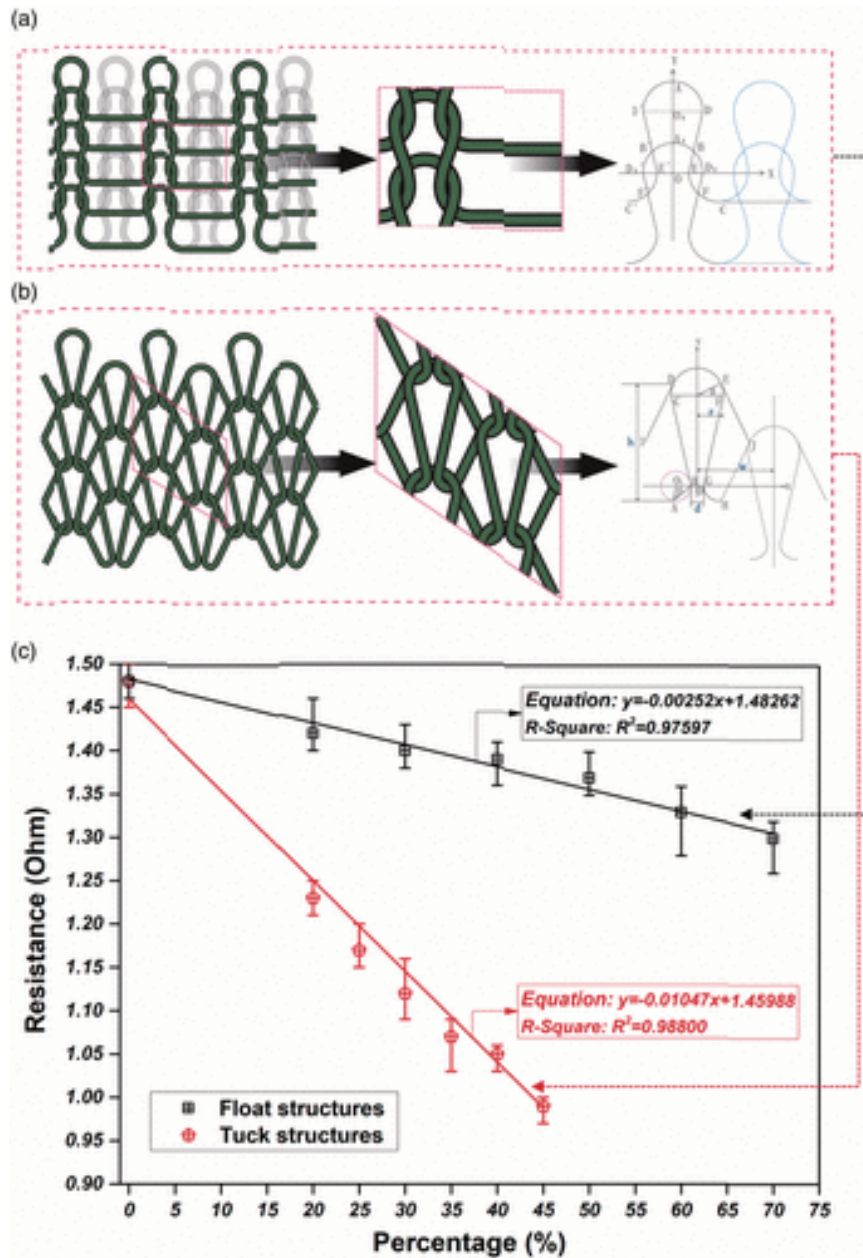 (a)
(b)
(c)
1.50
1.45
1.40
1.35
1.30
1.25
1.20
1.15
1.10
1.05
1.00
0.95
0.90
Resistance (Ohm)
Equation: y=-0.00252x+1.48262
R-Square: R²=0.97597
Equation: y=-0.01047x+1.45988
R-Square: R²=0.98800
Float structures
Tuck structures
0 5 10 15 20 25 30 35 40 45 50 55 60 65 70 75
Percentage (%)